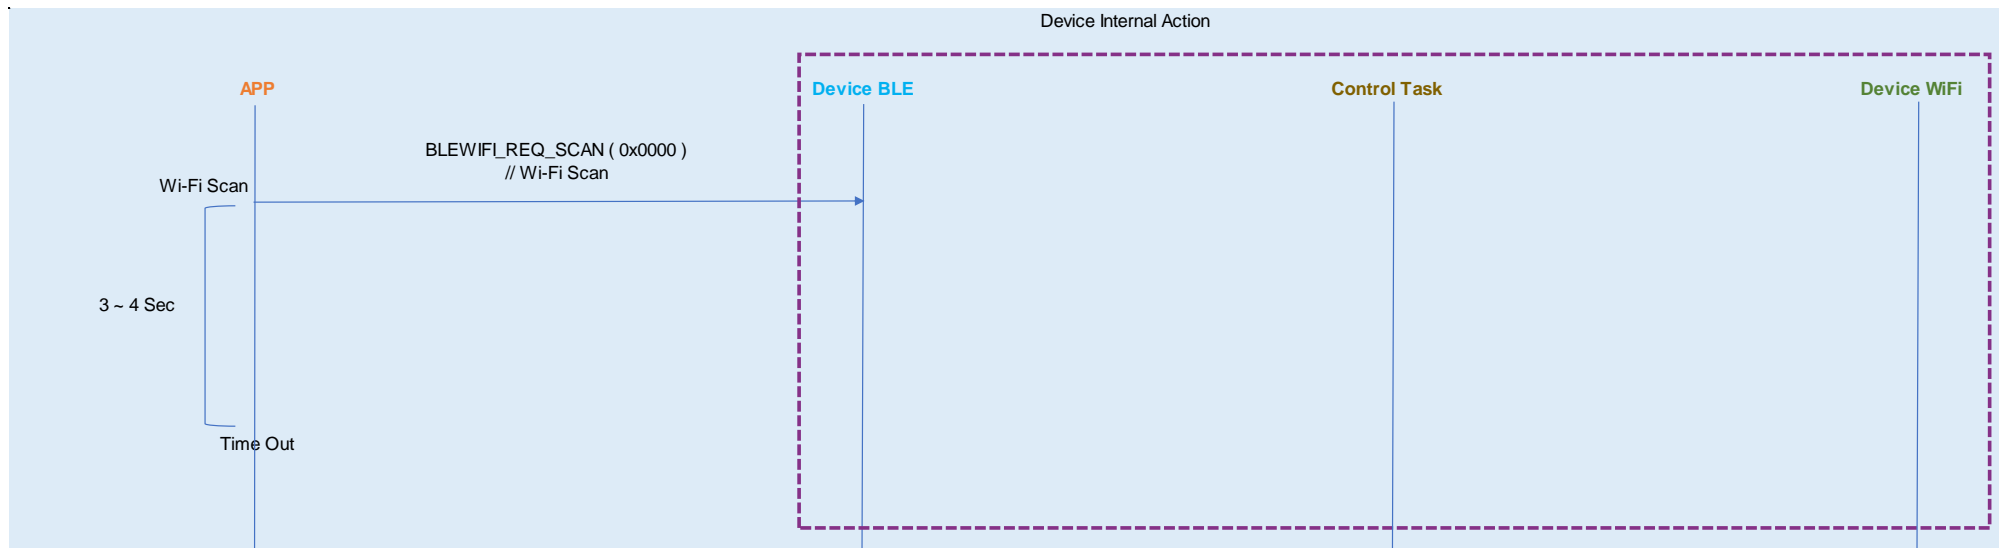 Device Internal Action
APP
Device BLE
Control Task
Device WiFi
BLEWIFI_REQ_SCAN ( 0x0000 )
// Wi-Fi Scan
Wi-Fi Scan
3 ~ 4 Sec
Time Out